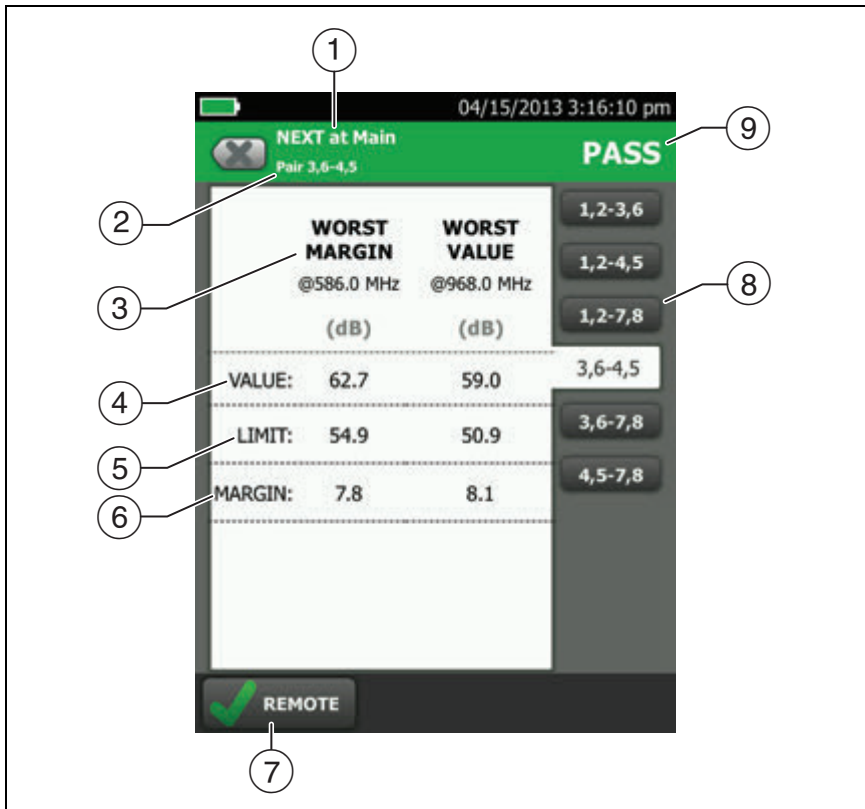 1
04/15/2013 3:16:10 pm
NEXT at Main
PASS
9
Pair 3,6-4,5
2
1,2-3,6
WORST MARGIN
WORST VALUE
3
@586.0 MHz
@968.0 MHz
1,2-4,5
8
(dB)
(dB)
1,2-7,8
4
VALUE: 62.7 59.0
3,6-4,5
5
LIMIT: 54.9 50.9
3,6-7,8
6
MARGIN: 7.8 8.1
4,5-7,8
REMOTE
7